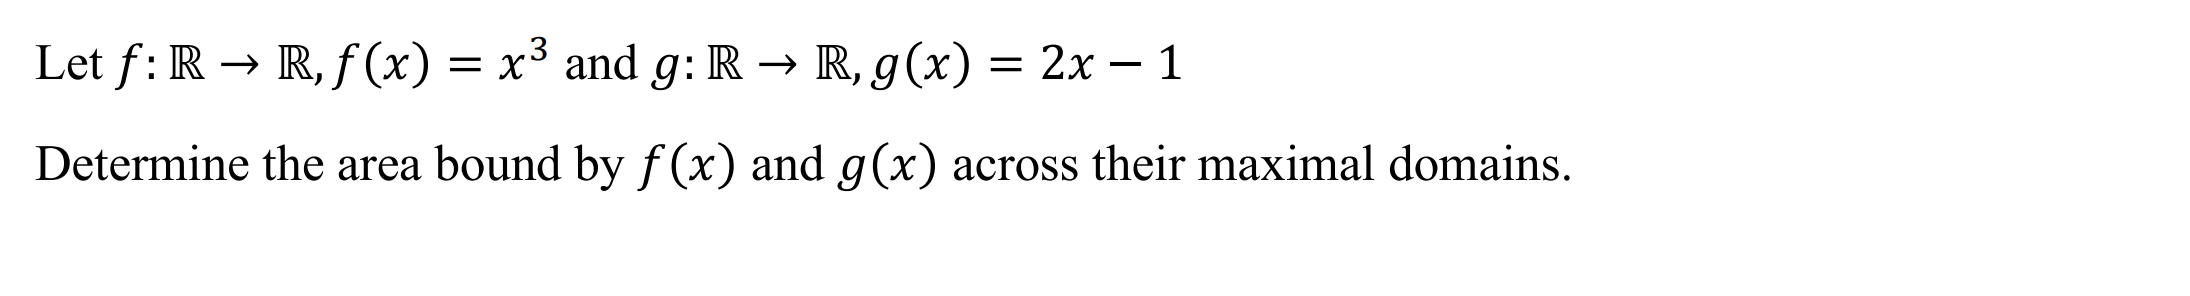 Let f: ℝ → ℝ, f(x) = x³ and g: ℝ → ℝ, g(x) = 2x − 1
Determine the area bound by f(x) and g(x) across their maximal domains.